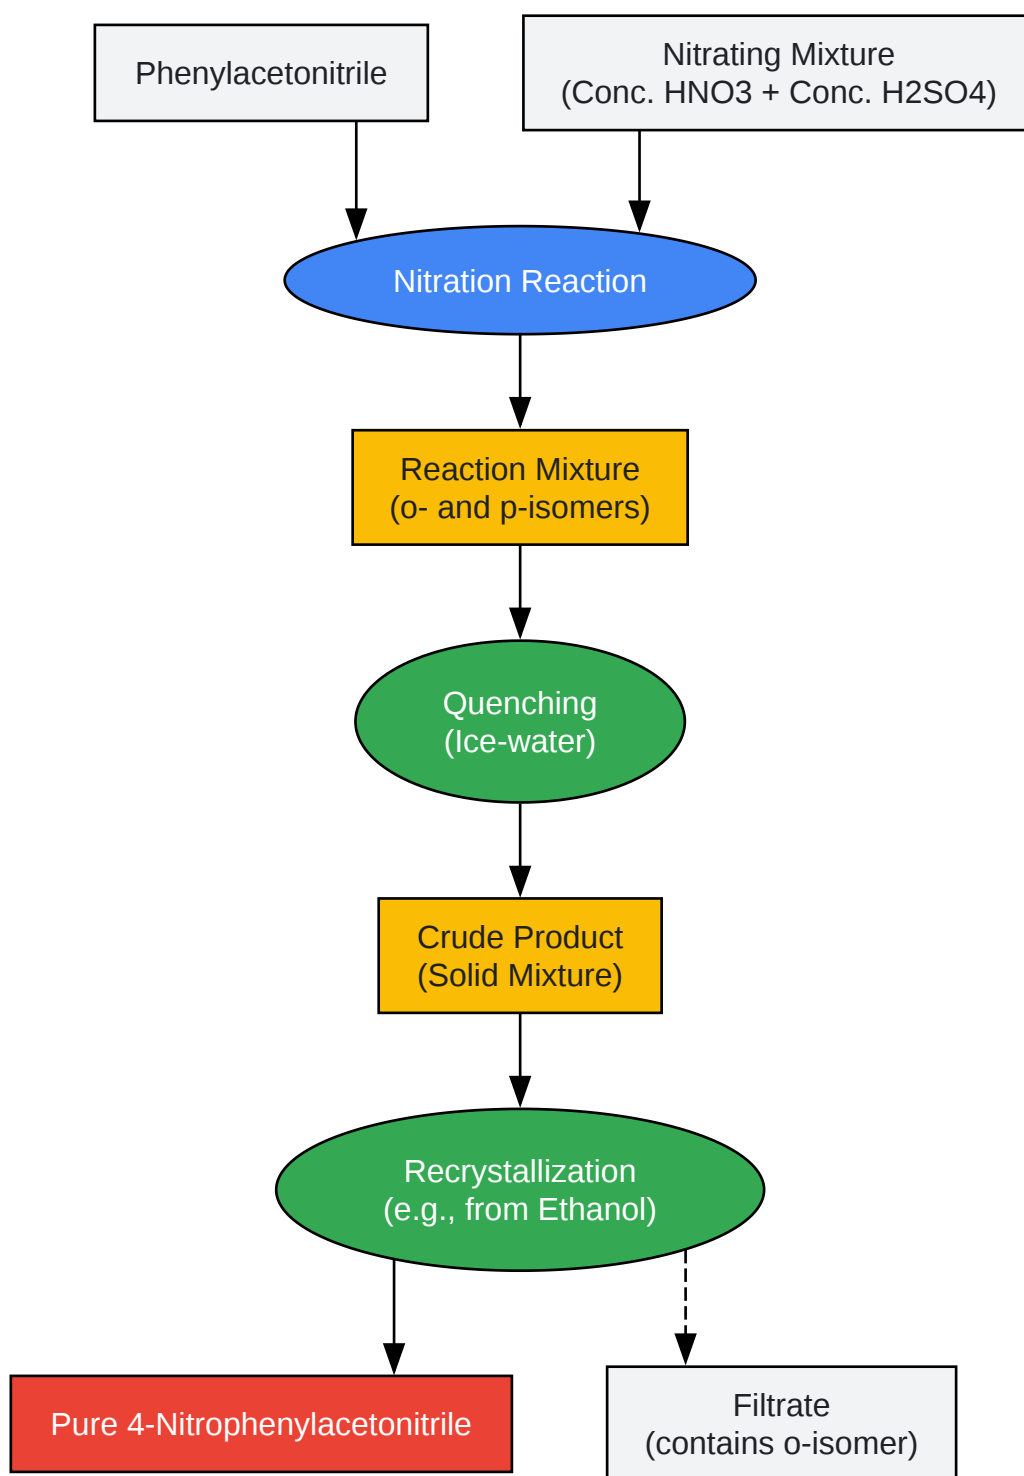 Phenylacetonitrile
Nitrating Mixture
(Conc. HNO3 + Conc. H2SO4)
Nitration Reaction
Reaction Mixture
(o- and p-isomers)
Quenching
(Ice-water)
Crude Product
(Solid Mixture)
Recrystallization
(e.g., from Ethanol)
Pure 4-Nitrophenylacetonitrile
Filtrate
(contains o-isomer)